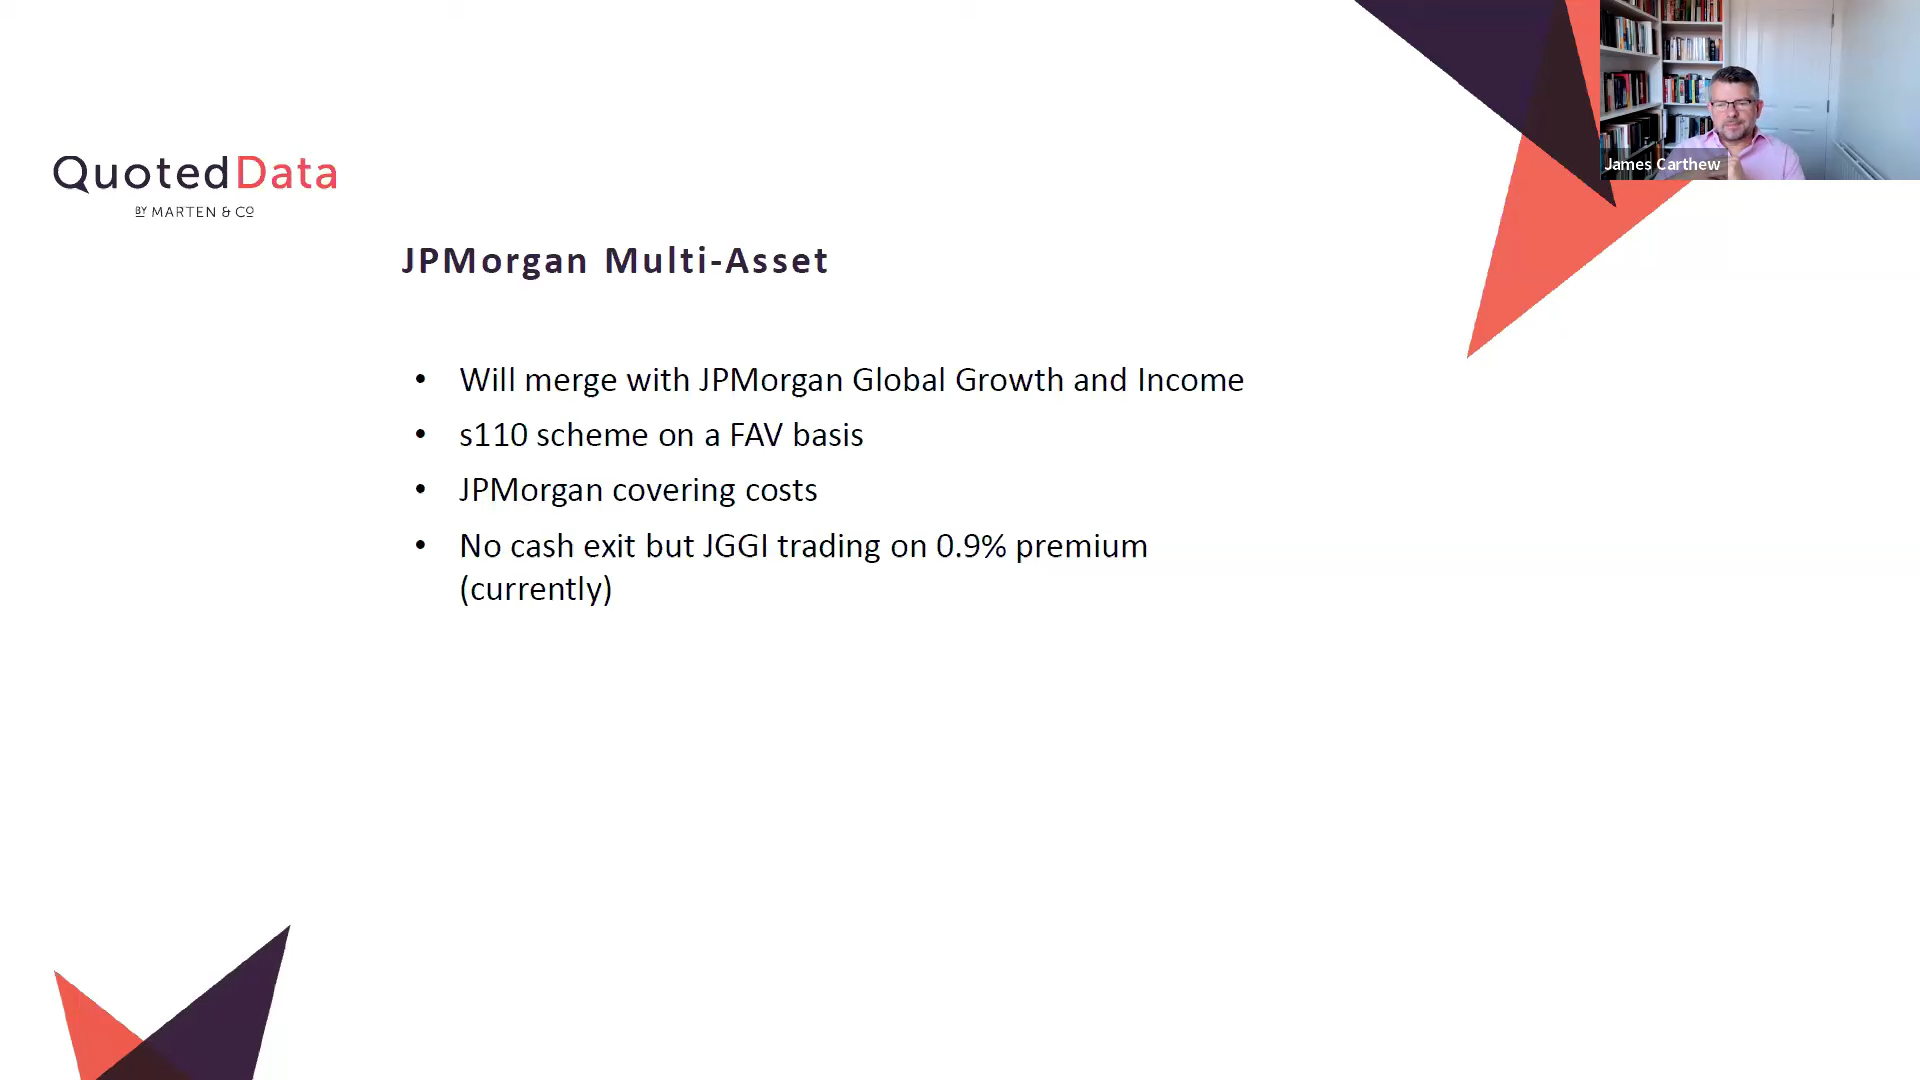 James Carthew
QuotedData
BY MARTEN & CO
JPMorgan Multi-Asset
• Will merge with JPMorgan Global Growth and Income
• s110 scheme on a FAV basis
• JPMorgan covering costs
• No cash exit but JGGI trading on 0.9% premium
(currently)